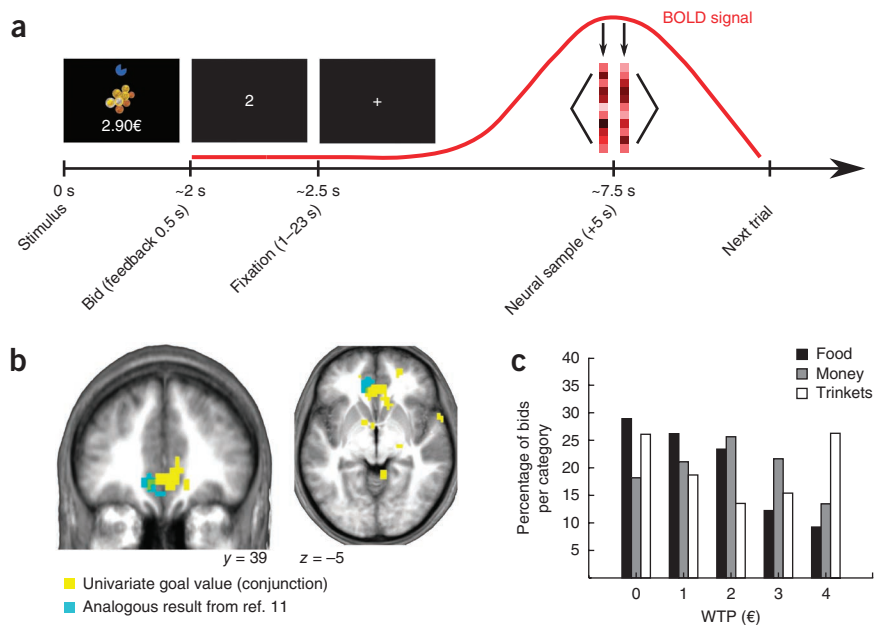 a
BOLD signal
2.90€
2
+
0 s
~2 s
~2.5 s
~7.5 s
Stimulus
Bid (feedback 0.5 s)
Fixation (1–23 s)
Neural sample (+5 s)
Next trial
b
y = 39
z = –5
Univariate goal value (conjunction)
Analogous result from ref. 11
c
Food
Money
Trinkets
Percentage of bids
per category
40
35
30
25
20
15
10
5
0 1 2 3 4
WTP (€)